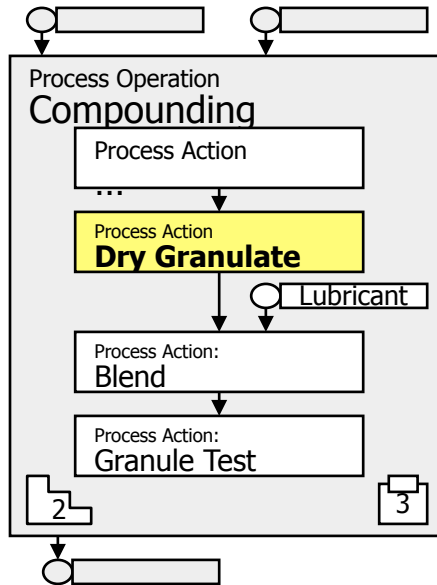 Process Operation
Compounding
Process Action
...
Process Action
Dry Granulate
Lubricant
Process Action:
Blend
Process Action:
Granule Test
2
3